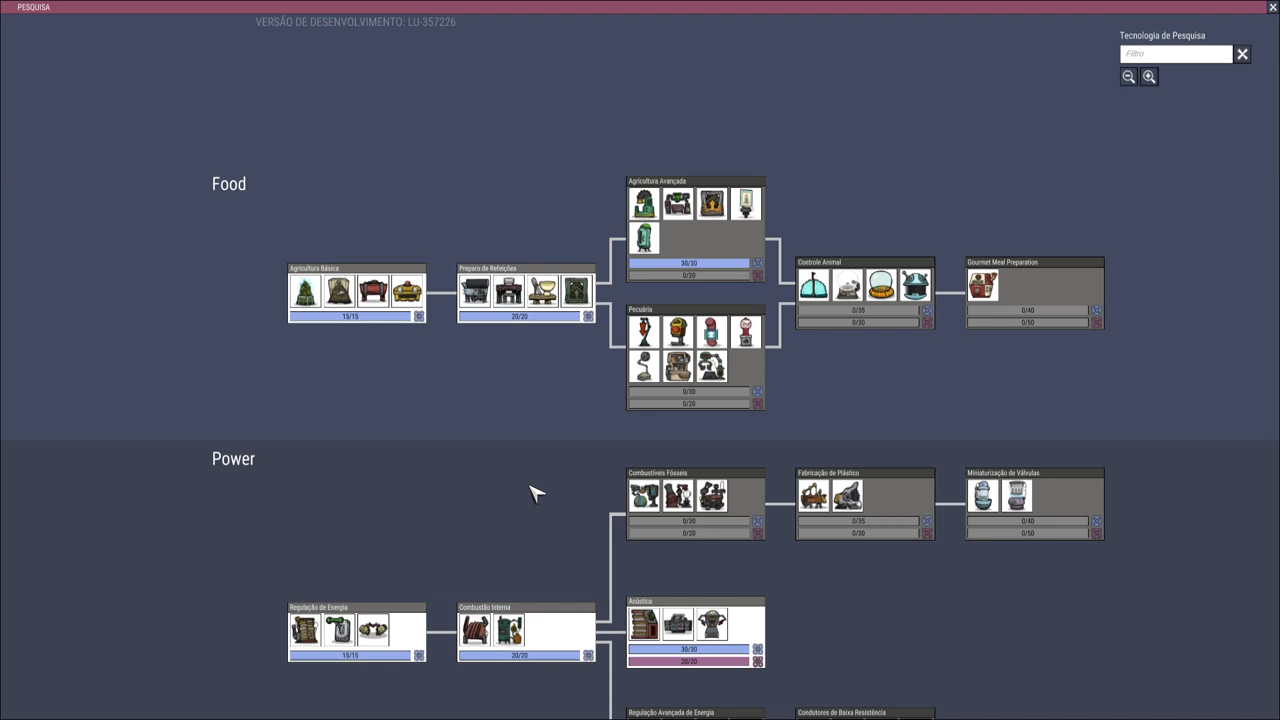 PESQUISA
VERSÃO DE DESENVOLVIMENTO: LU-357226
Tecnologia de Pesquisa
Filtro
Food
Agricultura Avançada
30/30
0/20
Agricultura Básica
15/15
Preparo de Refeições
20/20
Controle Animal
0/35
0/30
Gourmet Meal Preparation
0/40
0/50
Pecuária
0/30
0/20
Power
Combustíveis Fósseis
0/30
0/20
Fabricação de Plástico
0/35
0/30
Miniaturização de Válvulas
0/40
0/50
Regulação de Energia
15/15
Combustão Interna
20/20
Acústica
30/30
20/20
Regulação Avançada de Energia
Condutores de Baixa Resistência